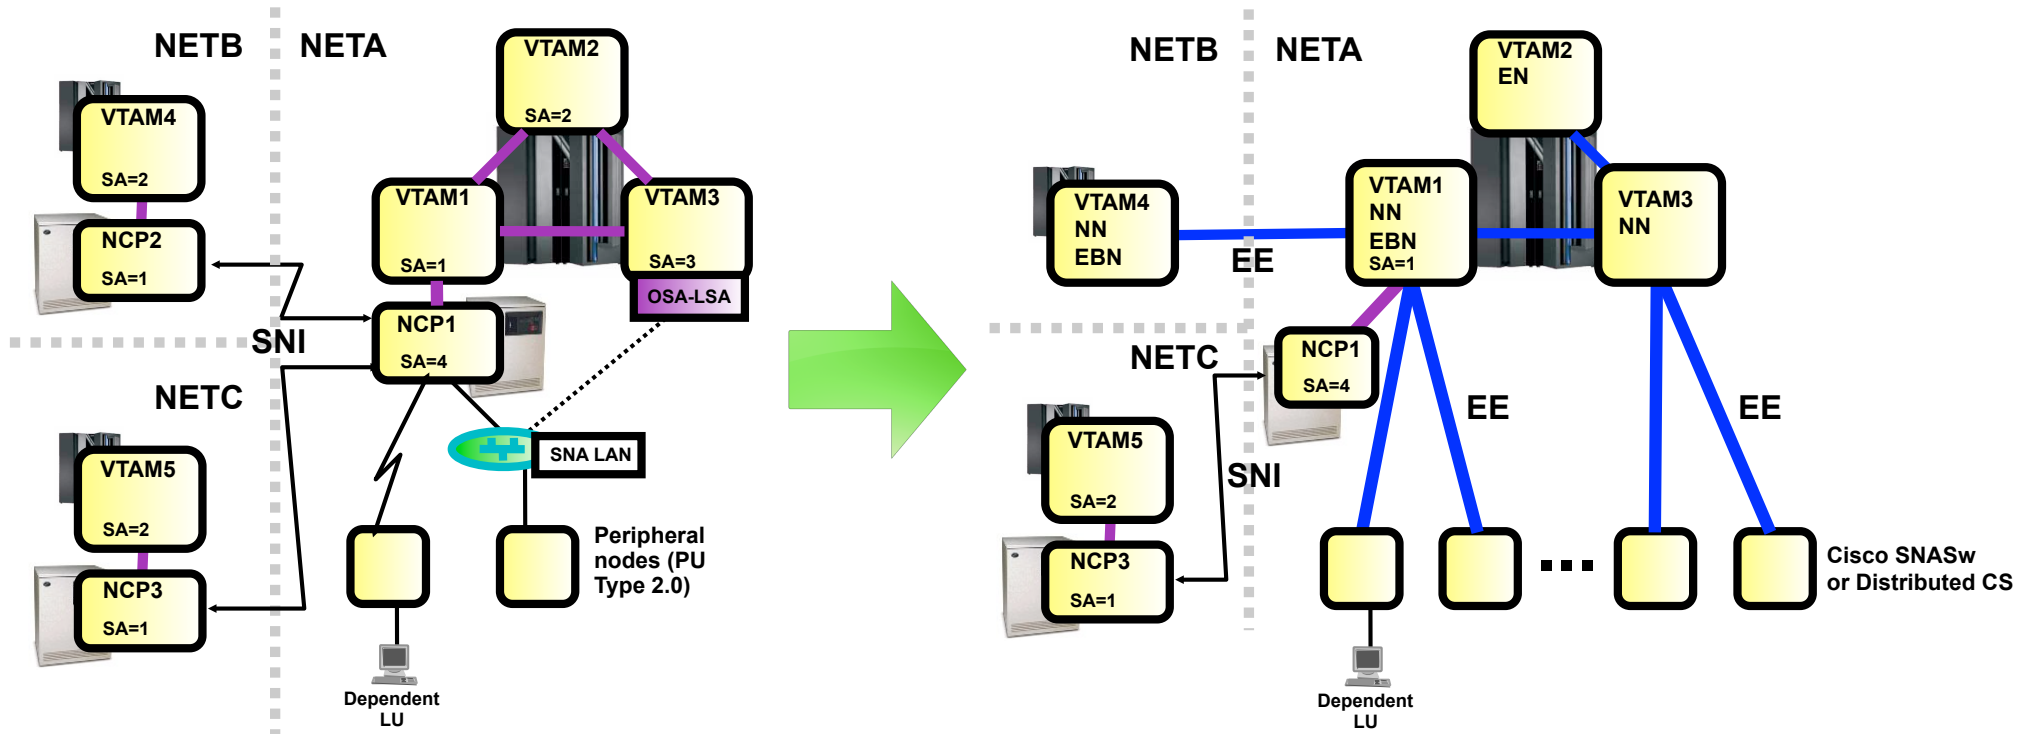 NETB
NETA
VTAM2
SA=2
VTAM4
SA=2
VTAM1
SA=1
VTAM3
SA=3
OSA-LSA
NCP2
SA=1
NCP1
SA=4
SNI
NETC
SNA LAN
VTAM5
SA=2
NCP3
SA=1
Peripheral
nodes (PU
Type 2.0)
Dependent
LU
NETB
NETA
VTAM2
EN
VTAM4
NN
EBN
EE
VTAM1
NN
EBN
SA=1
VTAM3
NN
NETC
NCP1
SA=4
EE
EE
VTAM5
SA=2
SNI
NCP3
SA=1
Cisco SNASw
or Distributed CS
Dependent
LU